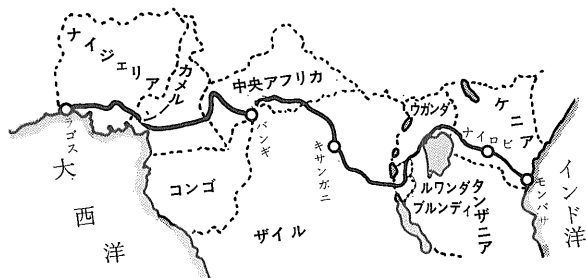 ナイジェリア
カメルーン
中央アフリカ
ウガンダ
ケニア
ラゴス
バンギ
キサンガニ
ナイロビ
モンバサ
コンゴ
ザイル
ルワンダ
ブルンディ
タンザニア
大西洋
インド洋